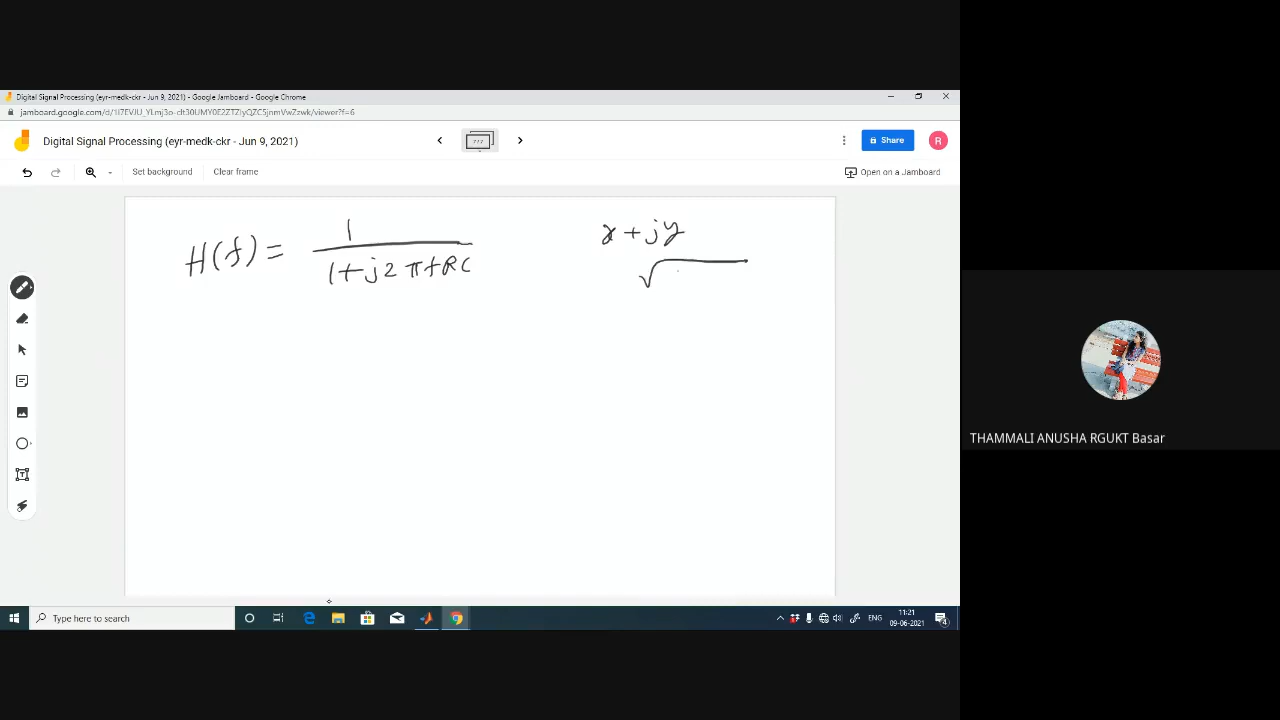 Digital Signal Processing (eyr-medk-ckr - Jun 9, 2021) - Google Jamboard - Google Chrome
Digital Signal Processing (eyr-medk-ckr - Jun 9, 2021)
Share
R
Set background
Clear frame
Open on a Jamboard
H(f) = 1 / (1+j2πfRC)
x + jy
√
THAMMALI ANUSHA RGUKT Basar
Type here to search
ENG
11:21
09-06-2021
4